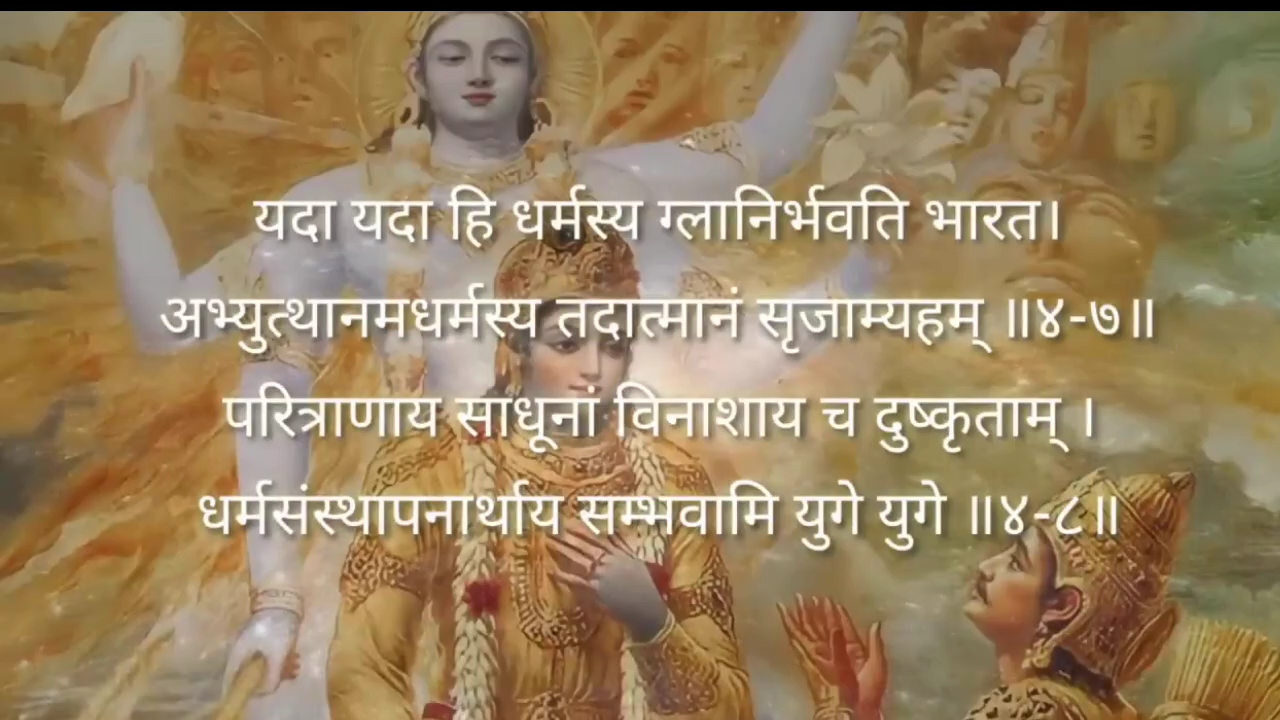 यदा यदा हि धर्मस्य ग्लानिर्भवति भारत।
अभ्युत्थानमधर्मस्य तदात्मानं सृजाम्यहम् ॥४-७॥
परित्राणाय साधूनां विनाशाय च दुष्कृताम् ।
धर्मसंस्थापनार्थाय सम्भवामि युगे युगे ॥४-८॥